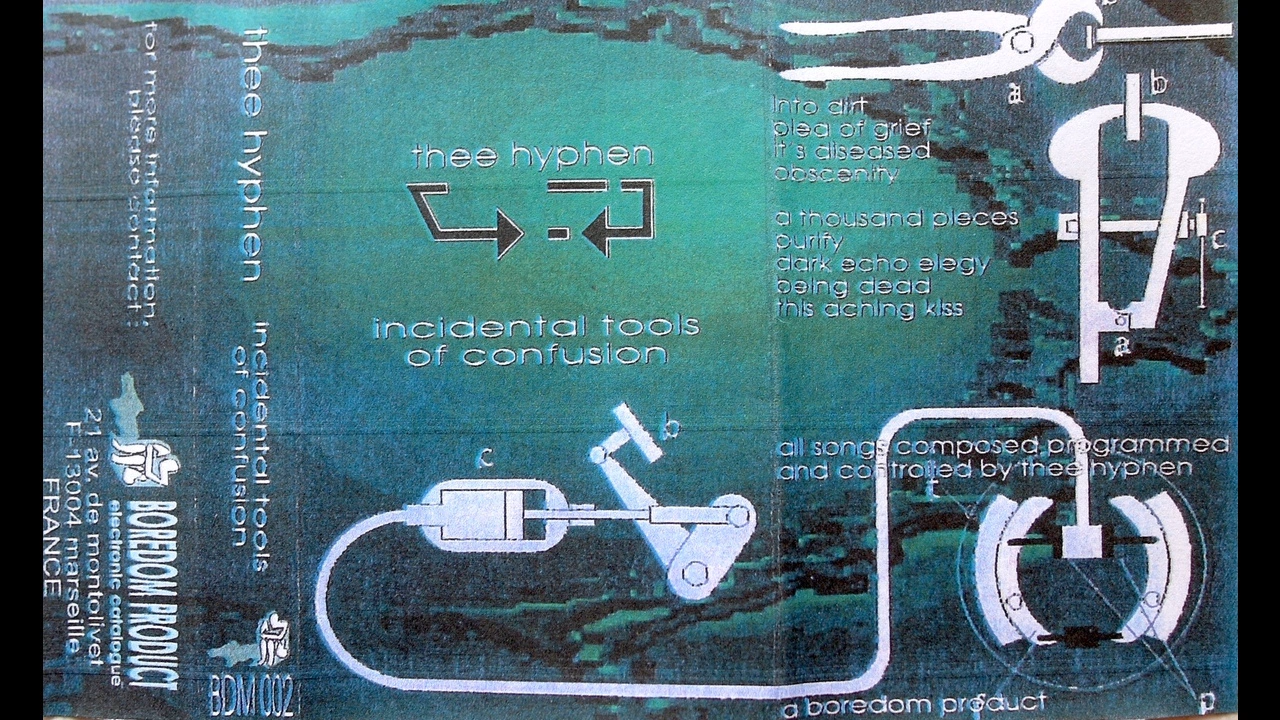 for more information,
please contact:
BOREDOM PRODUCT
electronic catalogue
21 av. de montolivet
F-13004 marseille
FRANCE
thee hyphen
incidental tools
of confusion
BDM 002
thee hyphen
incidental tools
of confusion
c
b
b
a
Into dirt
plea of grief
it's diseased
obscenity
a thousand pieces
purify
dark echo elegy
being dead
this aching kiss
b
c
a
all songs composed programmed
and controlled by thee hyphen
a boredom product
p